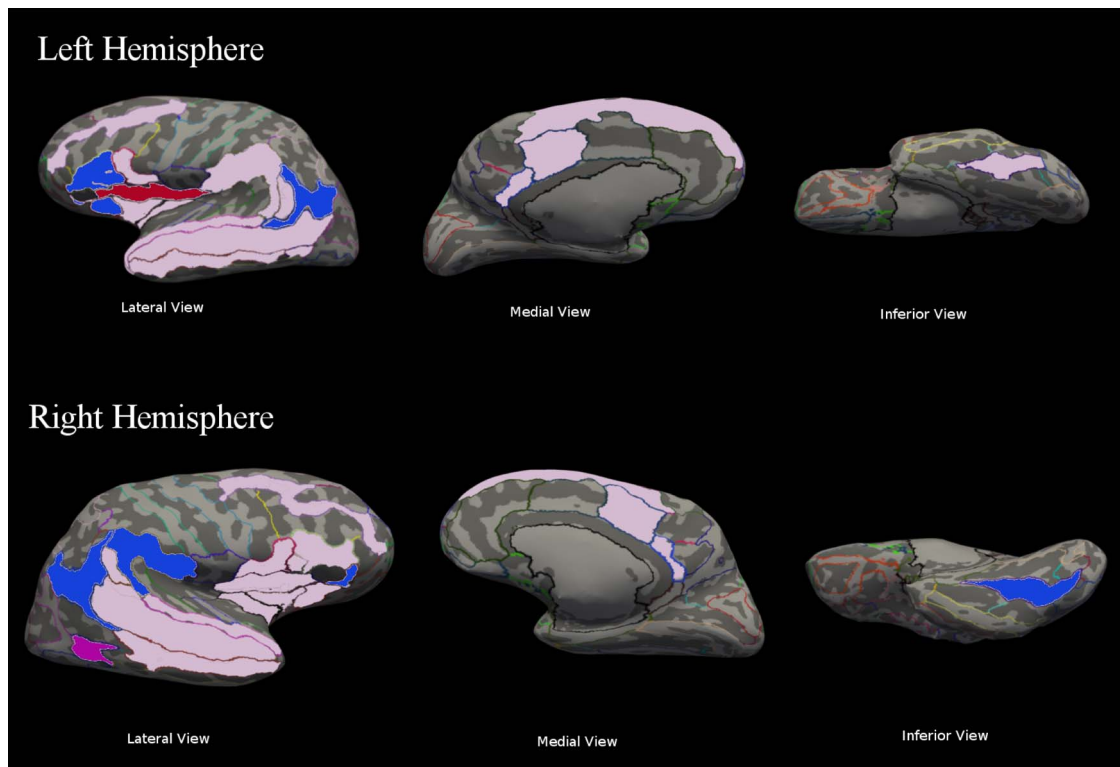 Left Hemisphere
Lateral View
Medial View
Inferior View
Right Hemisphere
Lateral View
Medial View
Inferior View